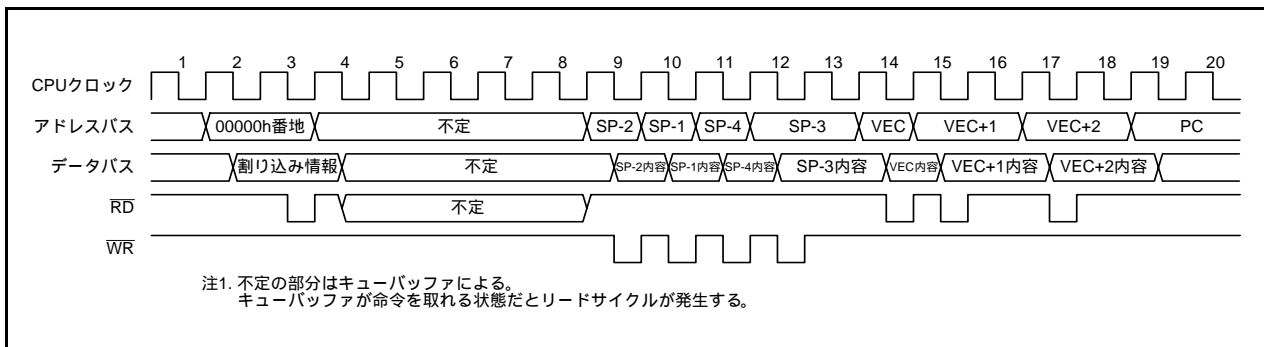 1 2 3 4 5 6 7 8 9 10 11 12 13 14 15 16 17 18 19 20
CPUクロック
アドレスバス 00000h番地 不定 SP-2 SP-1 SP-4 SP-3 VEC VEC+1 VEC+2 PC
データバス 割り込み情報 不定 SP-2内容 SP-1内容 SP-4内容 SP-3内容 VEC内容 VEC+1内容 VEC+2内容
RD 不定
WR
注1. 不定の部分はキューバッファによる。
キューバッファが命令を取れる状態だとリードサイクルが発生する。